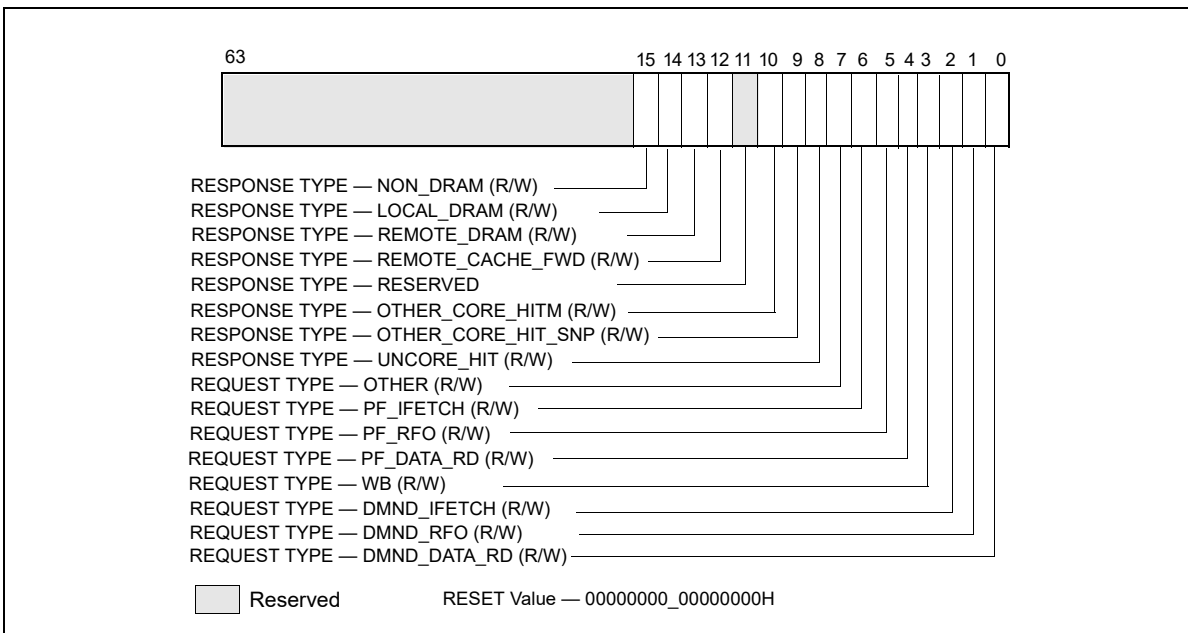 63 15 14 13 12 11 10 9 8 7 6 5 4 3 2 1 0
RESPONSE TYPE — NON_DRAM (R/W)
RESPONSE TYPE — LOCAL_DRAM (R/W)
RESPONSE TYPE — REMOTE_DRAM (R/W)
RESPONSE TYPE — REMOTE_CACHE_FWD (R/W)
RESPONSE TYPE — RESERVED
RESPONSE TYPE — OTHER_CORE_HITM (R/W)
RESPONSE TYPE — OTHER_CORE_HIT_SNP (R/W)
RESPONSE TYPE — UNCORE_HIT (R/W)
REQUEST TYPE — OTHER (R/W)
REQUEST TYPE — PF_IFETCH (R/W)
REQUEST TYPE — PF_RFO (R/W)
REQUEST TYPE — PF_DATA_RD (R/W)
REQUEST TYPE — WB (R/W)
REQUEST TYPE — DMND_IFETCH (R/W)
REQUEST TYPE — DMND_RFO (R/W)
REQUEST TYPE — DMND_DATA_RD (R/W)
Reserved RESET Value — 00000000_00000000H